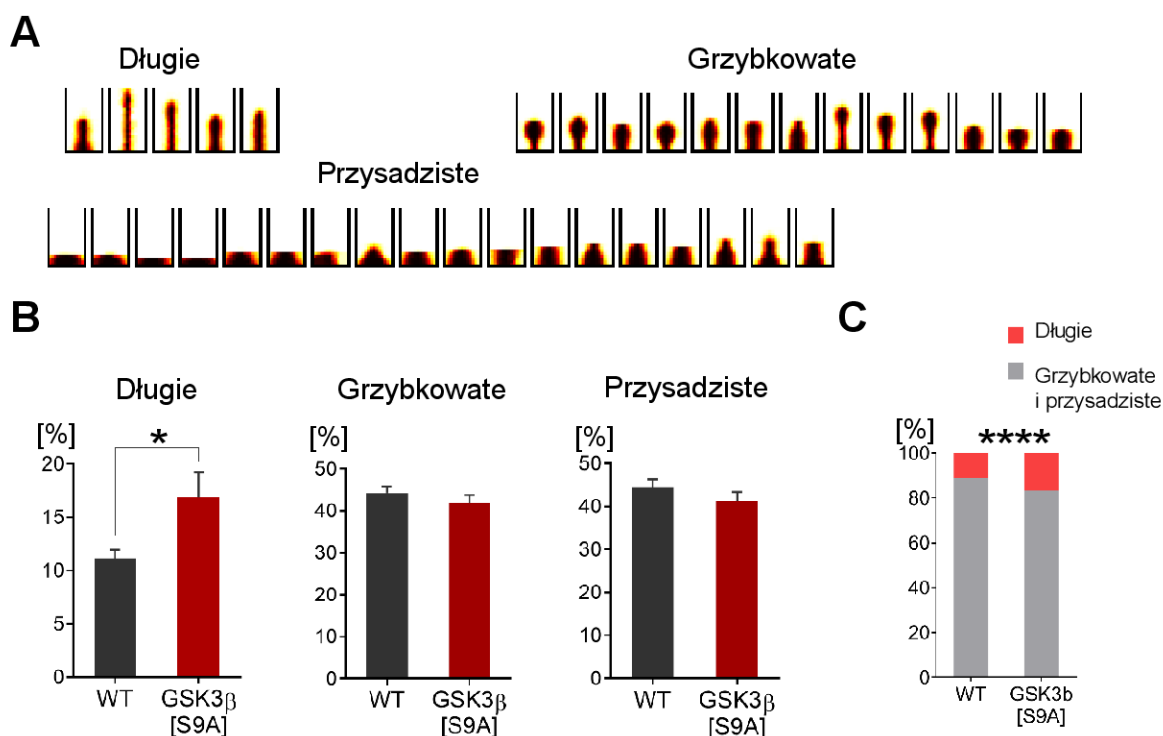 A
Długie
Grzybkowate
Przysadziste
B
Długie
[%]
*
20
15
10
5
0
WT
GSK3β
[S9A]
Grzybkowate
[%]
50
40
30
20
10
0
WT
GSK3β
[S9A]
Przysadziste
[%]
50
40
30
20
10
0
WT
GSK3β
[S9A]
C
Długie
Grzybkowate
i przysadziste
[%]
****
100
80
60
40
20
0
WT
GSK3b
[S9A]